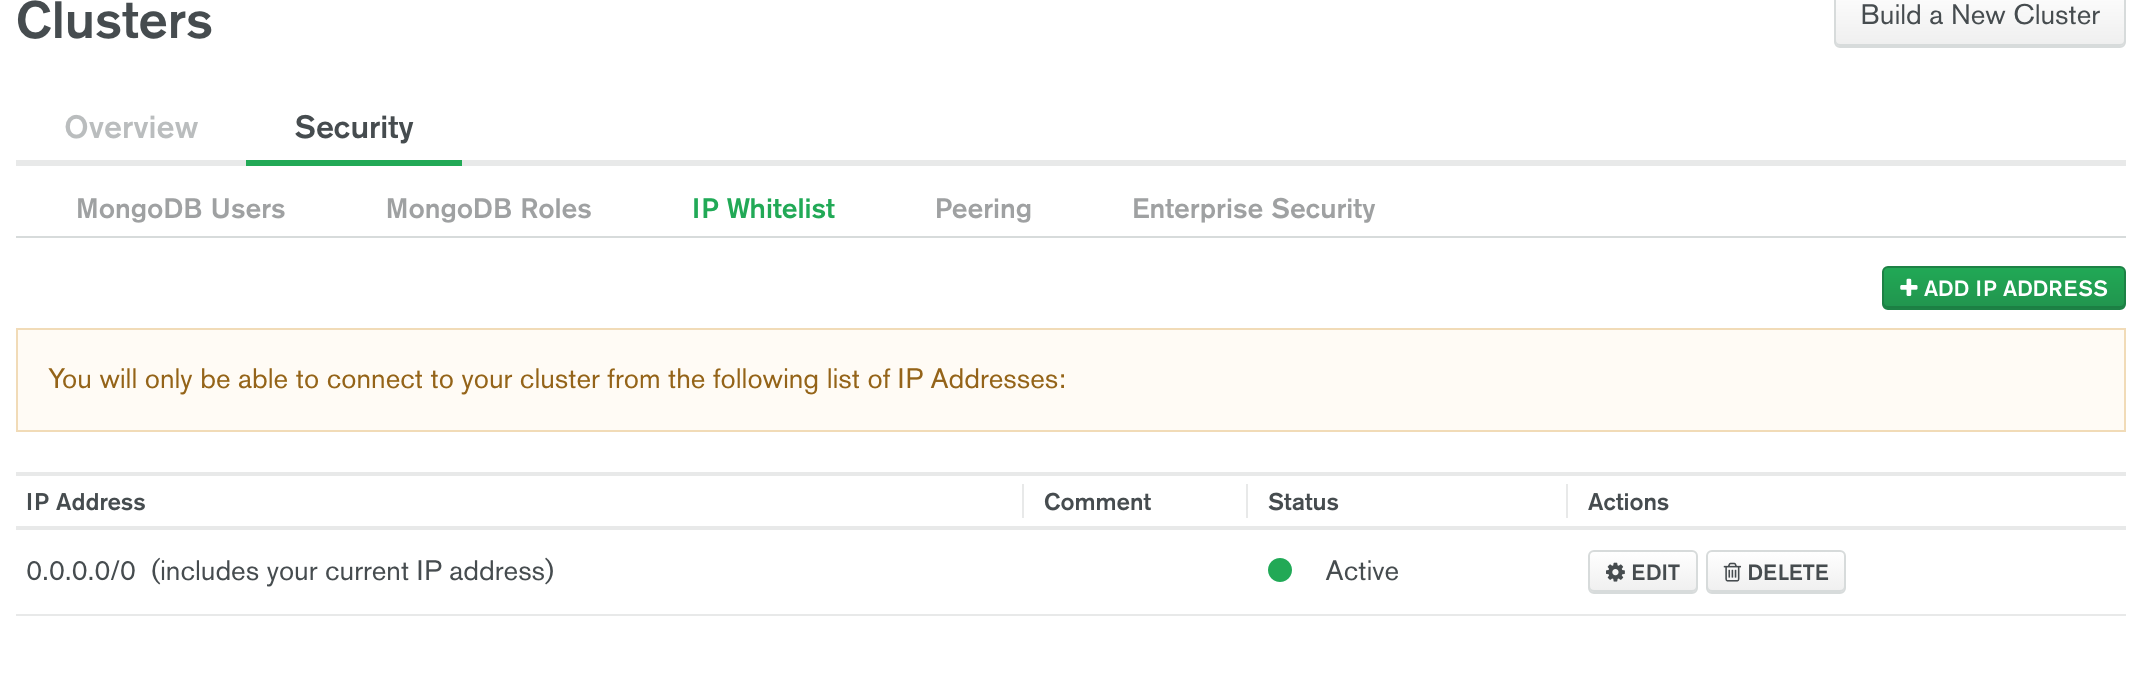 Clusters
Build a New Cluster
Overview Security
MongoDB Users MongoDB Roles IP Whitelist Peering Enterprise Security
ADD IP ADDRESS
You will only be able to connect to your cluster from the following list of IP Addresses:
IP Address Comment Status Actions
0.0.0.0/0 (includes your current IP address) Active EDIT DELETE